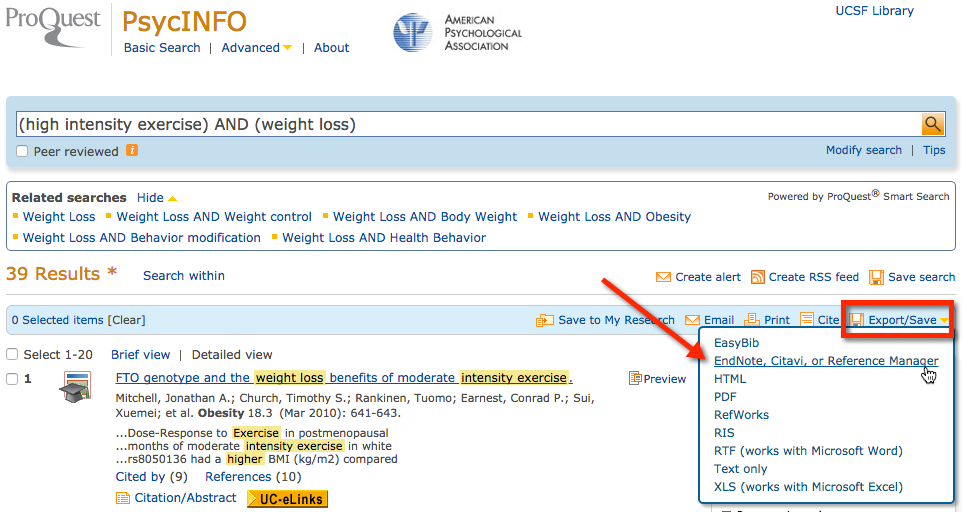 ProQuest
PsycINFO
Basic Search | Advanced | About
AMERICAN
PSYCHOLOGICAL
ASSOCIATION
UCSF Library
(high intensity exercise) AND (weight loss)
Peer reviewed i
Modify search | Tips
Related searches Hide
Powered by ProQuest® Smart Search
Weight Loss Weight Loss AND Weight control Weight Loss AND Body Weight Weight Loss AND Obesity
Weight Loss AND Behavior modification Weight Loss AND Health Behavior
39 Results * Search within
Create alert Create RSS feed Save search
0 Selected items [Clear]
Save to My Research Email Print Cite Export/Save
Select 1-20 Brief view | Detailed view
1 FTO genotype and the weight loss benefits of moderate intensity exercise.
Preview
Mitchell, Jonathan A.; Church, Timothy S.; Rankinen, Tuomo; Earnest, Conrad P.; Sui,
Xuemei; et al. Obesity 18.3 (Mar 2010): 641-643.
...Dose-Response to Exercise in postmenopausal
...months of moderate intensity exercise in white
...rs8050136 had a higher BMI (kg/m2) compared
Cited by (9) References (10)
Citation/Abstract UC-eLinks
EasyBib
EndNote, Citavi, or Reference Manager
HTML
PDF
RefWorks
RIS
RTF (works with Microsoft Word)
Text only
XLS (works with Microsoft Excel)